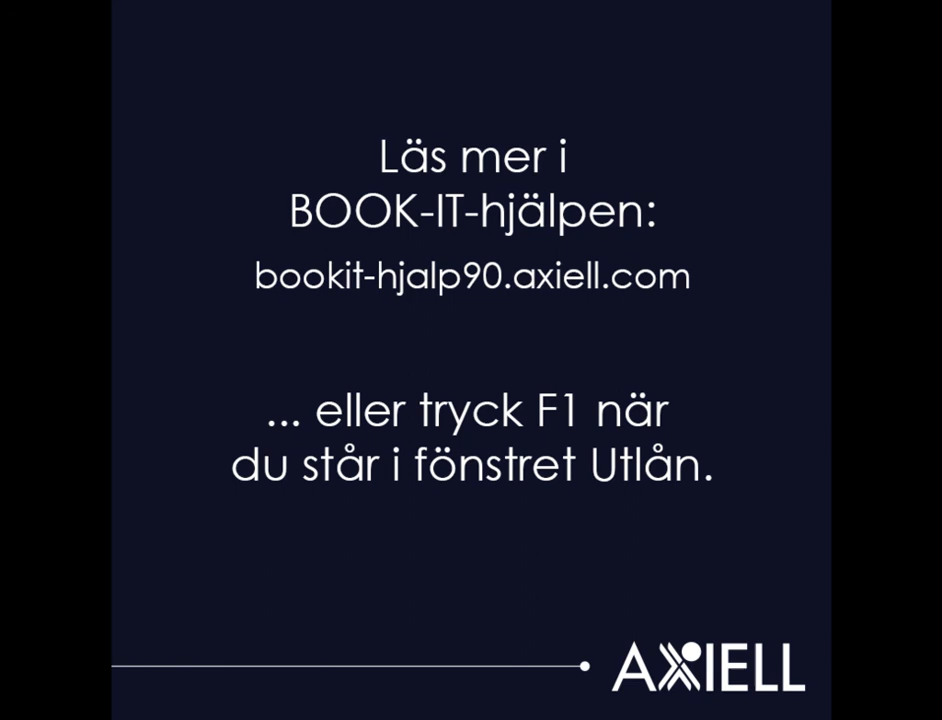 Läs mer i
BOOK-IT-hjälpen:
bookit-hjalp90.axiell.com
... eller tryck F1 när
du står i fönstret Utlån.
AXIELL